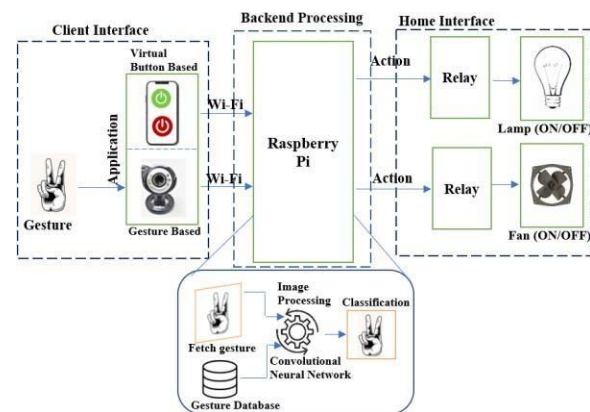 Client Interface
Backend Processing
Home Interface
Virtual
Button Based
Application
Gesture
Gesture Based
Wi-Fi
Wi-Fi
Raspberry
Pi
Action
Action
Relay
Relay
Lamp (ON/OFF)
Fan (ON/OFF)
Fetch gesture
Image
Processing
Convolutional
Neural Network
Classification
Gesture Database